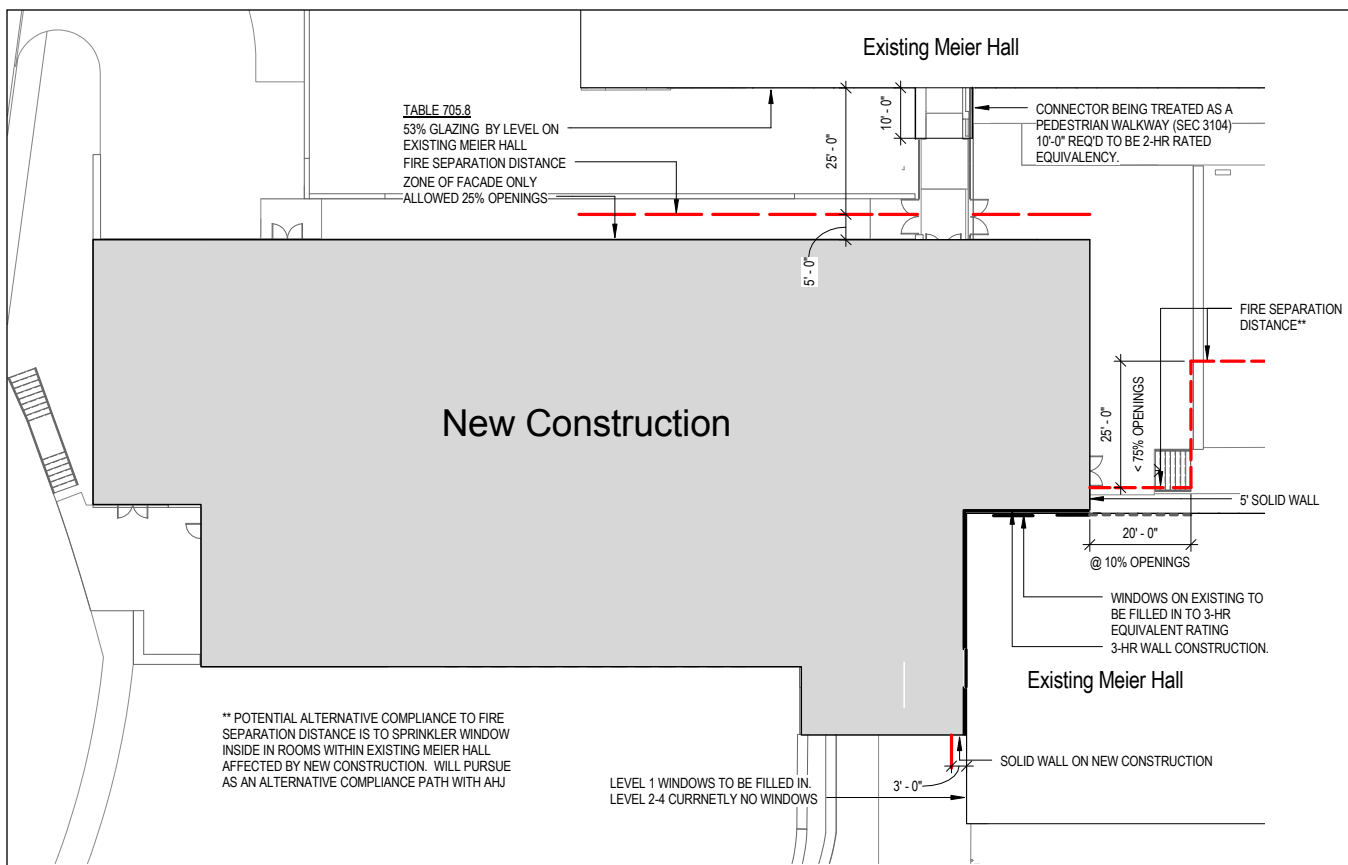 Existing Meier Hall
TABLE 705.8
53% GLAZING BY LEVEL ON
EXISTING MEIER HALL
FIRE SEPARATION DISTANCE
ZONE OF FACADE ONLY
ALLOWED 25% OPENINGS
25' - 0"
10' - 0"
CONNECTOR BEING TREATED AS A
PEDESTRIAN WALKWAY (SEC 3104)
10'-0" REQ'D TO BE 2-HR RATED
EQUIVALENCY.
5' - 0"
FIRE SEPARATION
DISTANCE**
New Construction
25' - 0"
< 75% OPENINGS
5' SOLID WALL
20' - 0"
@ 10% OPENINGS
WINDOWS ON EXISTING TO
BE FILLED IN TO 3-HR
EQUIVALENT RATING
3-HR WALL CONSTRUCTION.
Existing Meier Hall
** POTENTIAL ALTERNATIVE COMPLIANCE TO FIRE
SEPARATION DISTANCE IS TO SPRINKLER WINDOW
INSIDE IN ROOMS WITHIN EXISTING MEIER HALL
AFFECTED BY NEW CONSTRUCTION. WILL PURSUE
AS AN ALTERNATIVE COMPLIANCE PATH WITH AHJ
SOLID WALL ON NEW CONSTRUCTION
LEVEL 1 WINDOWS TO BE FILLED IN.
LEVEL 2-4 CURRNETLY NO WINDOWS
3' - 0"